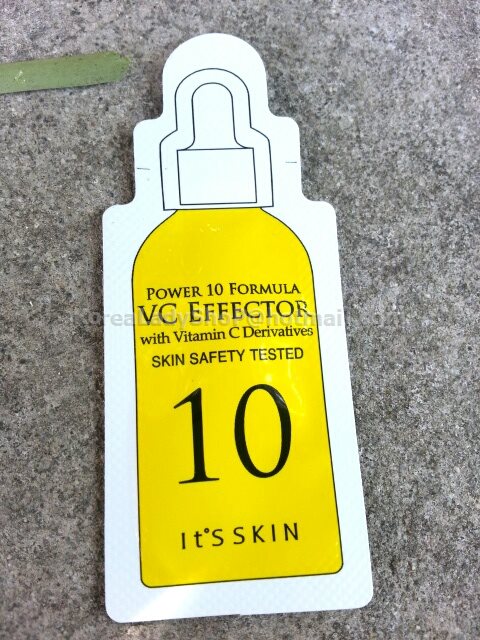 POWER 10 FORMULA
VC EFFECTOR
with Vitamin C Derivatives
SKIN SAFETY TESTED
10
It'S SKIN